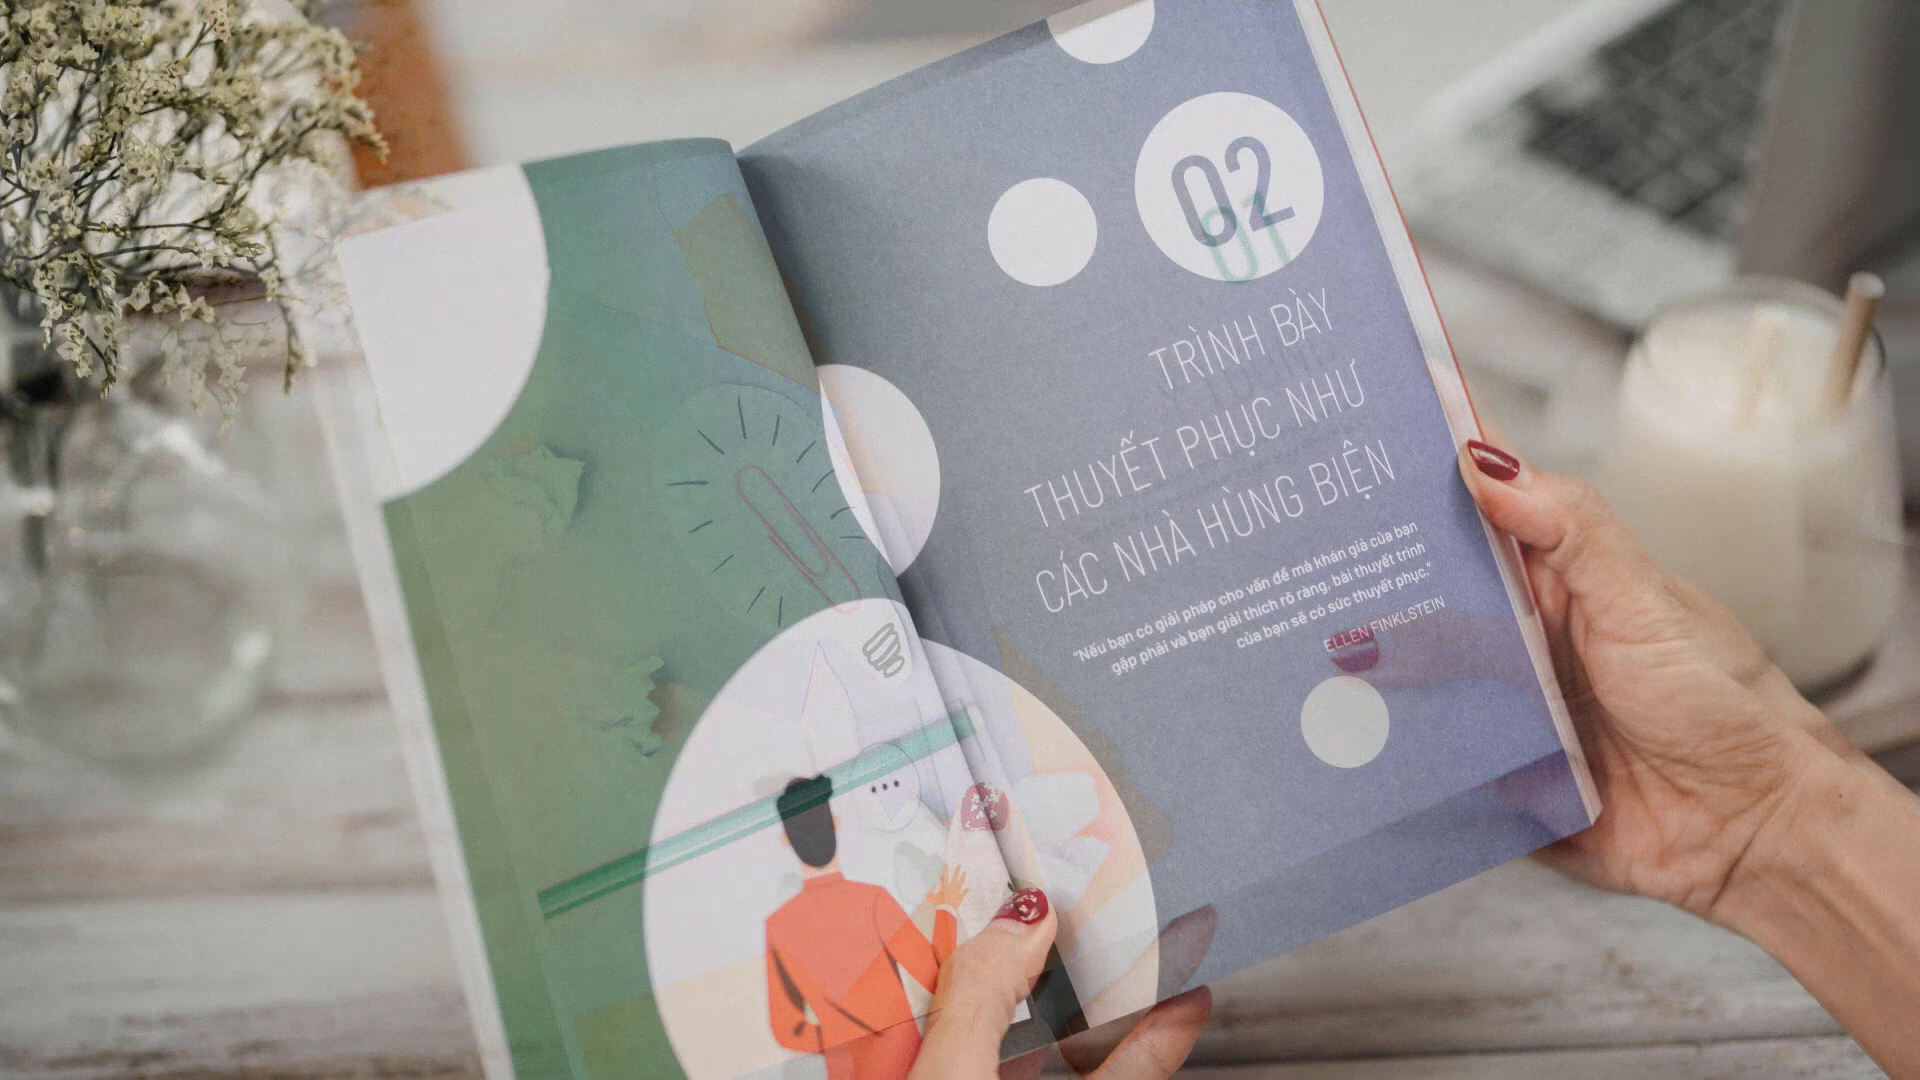 02
01
TRÌNH BÀY
THUYẾT PHỤC NHƯ
CÁC NHÀ HÙNG BIỆN
"Nếu bạn có giải pháp cho vấn đề mà khán giả của bạn
gặp phải và bạn giải thích rõ ràng, bài thuyết trình
của bạn sẽ có sức thuyết phục."
ELLEN FINKLSTEIN